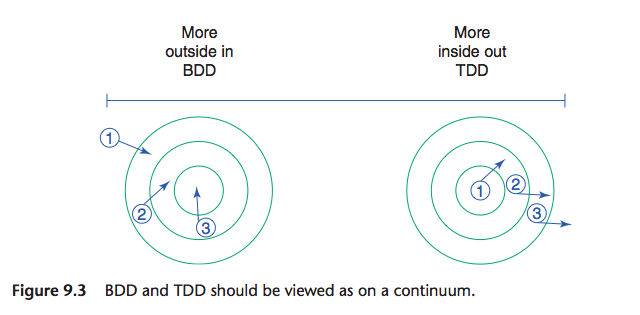 More
outside in
BDD
More
inside out
TDD
①
②
③
①
②
③
Figure 9.3 BDD and TDD should be viewed as on a continuum.